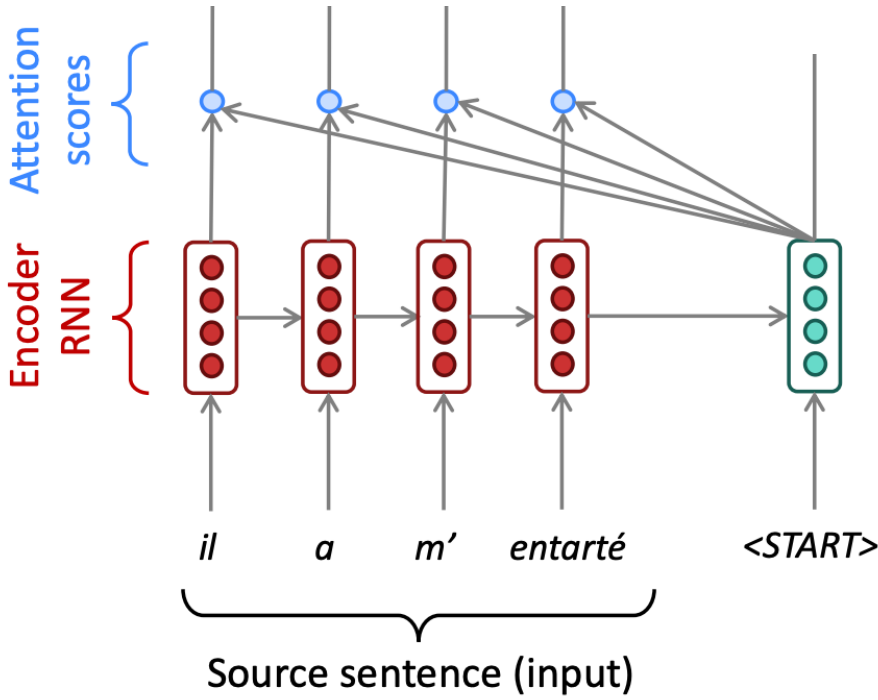 Attention
scores
Encoder
RNN
il a m’ entarté <START>
Source sentence (input)